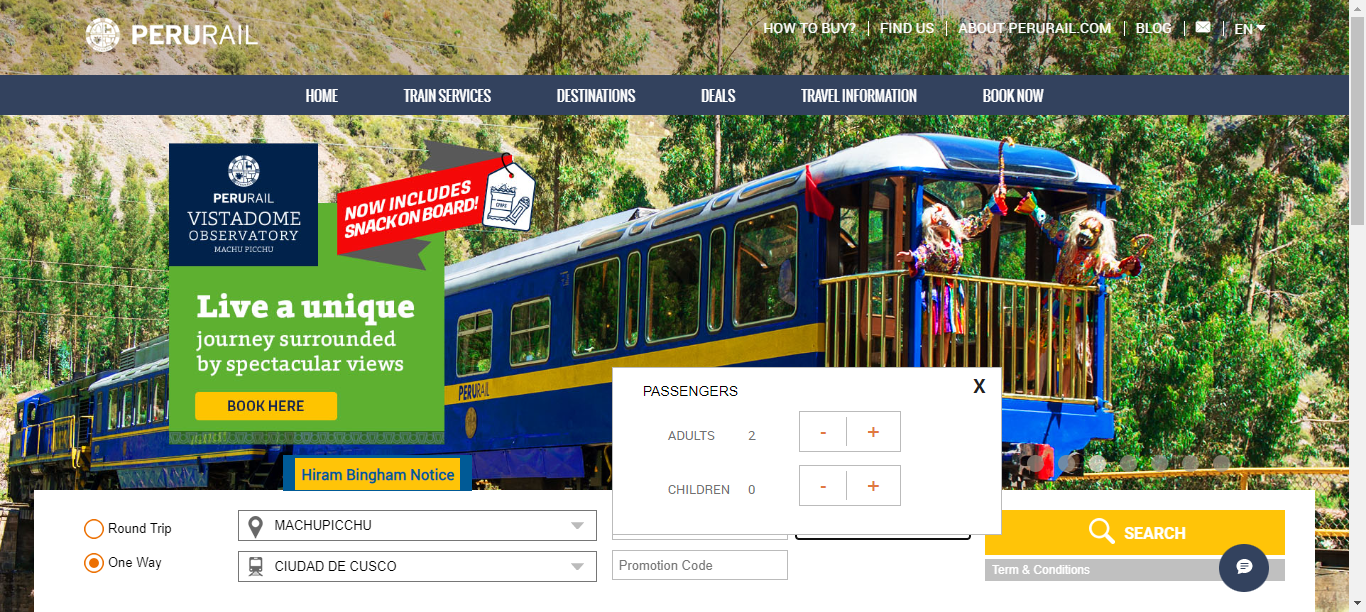 PERURAIL
HOW TO BUY?
FIND US
ABOUT PERURAIL.COM
BLOG
EN
HOME
TRAIN SERVICES
DESTINATIONS
DEALS
TRAVEL INFORMATION
BOOK NOW
PERURAIL
VISTADOME
OBSERVATORY
MACHU PICCHU
NOW INCLUDES
SNACK ON BOARD!
Live a unique
journey surrounded
by spectacular views
BOOK HERE
PERURAIL
Hiram Bingham Notice
PASSENGERS
X
ADULTS 2 - +
CHILDREN 0 - +
Round Trip
One Way
MACHUPICCHU
CIUDAD DE CUSCO
Promotion Code
SEARCH
Term & Conditions